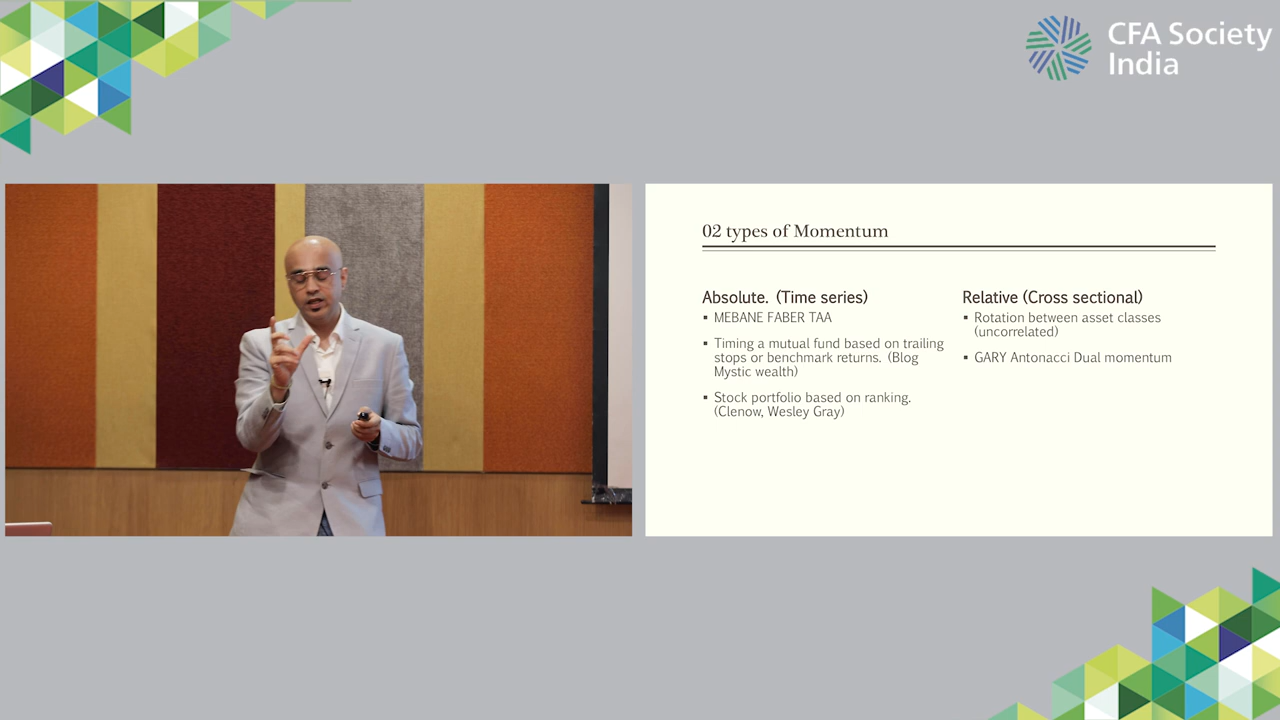 CFA Society
India
02 types of Momentum
Absolute. (Time series)
▪ MEBANE FABER TAA
▪ Timing a mutual fund based on trailing
stops or benchmark returns. (Blog
Mystic wealth)
▪ Stock portfolio based on ranking.
(Clenow, Wesley Gray)
Relative (Cross sectional)
▪ Rotation between asset classes
(uncorrelated)
▪ GARY Antonacci Dual momentum